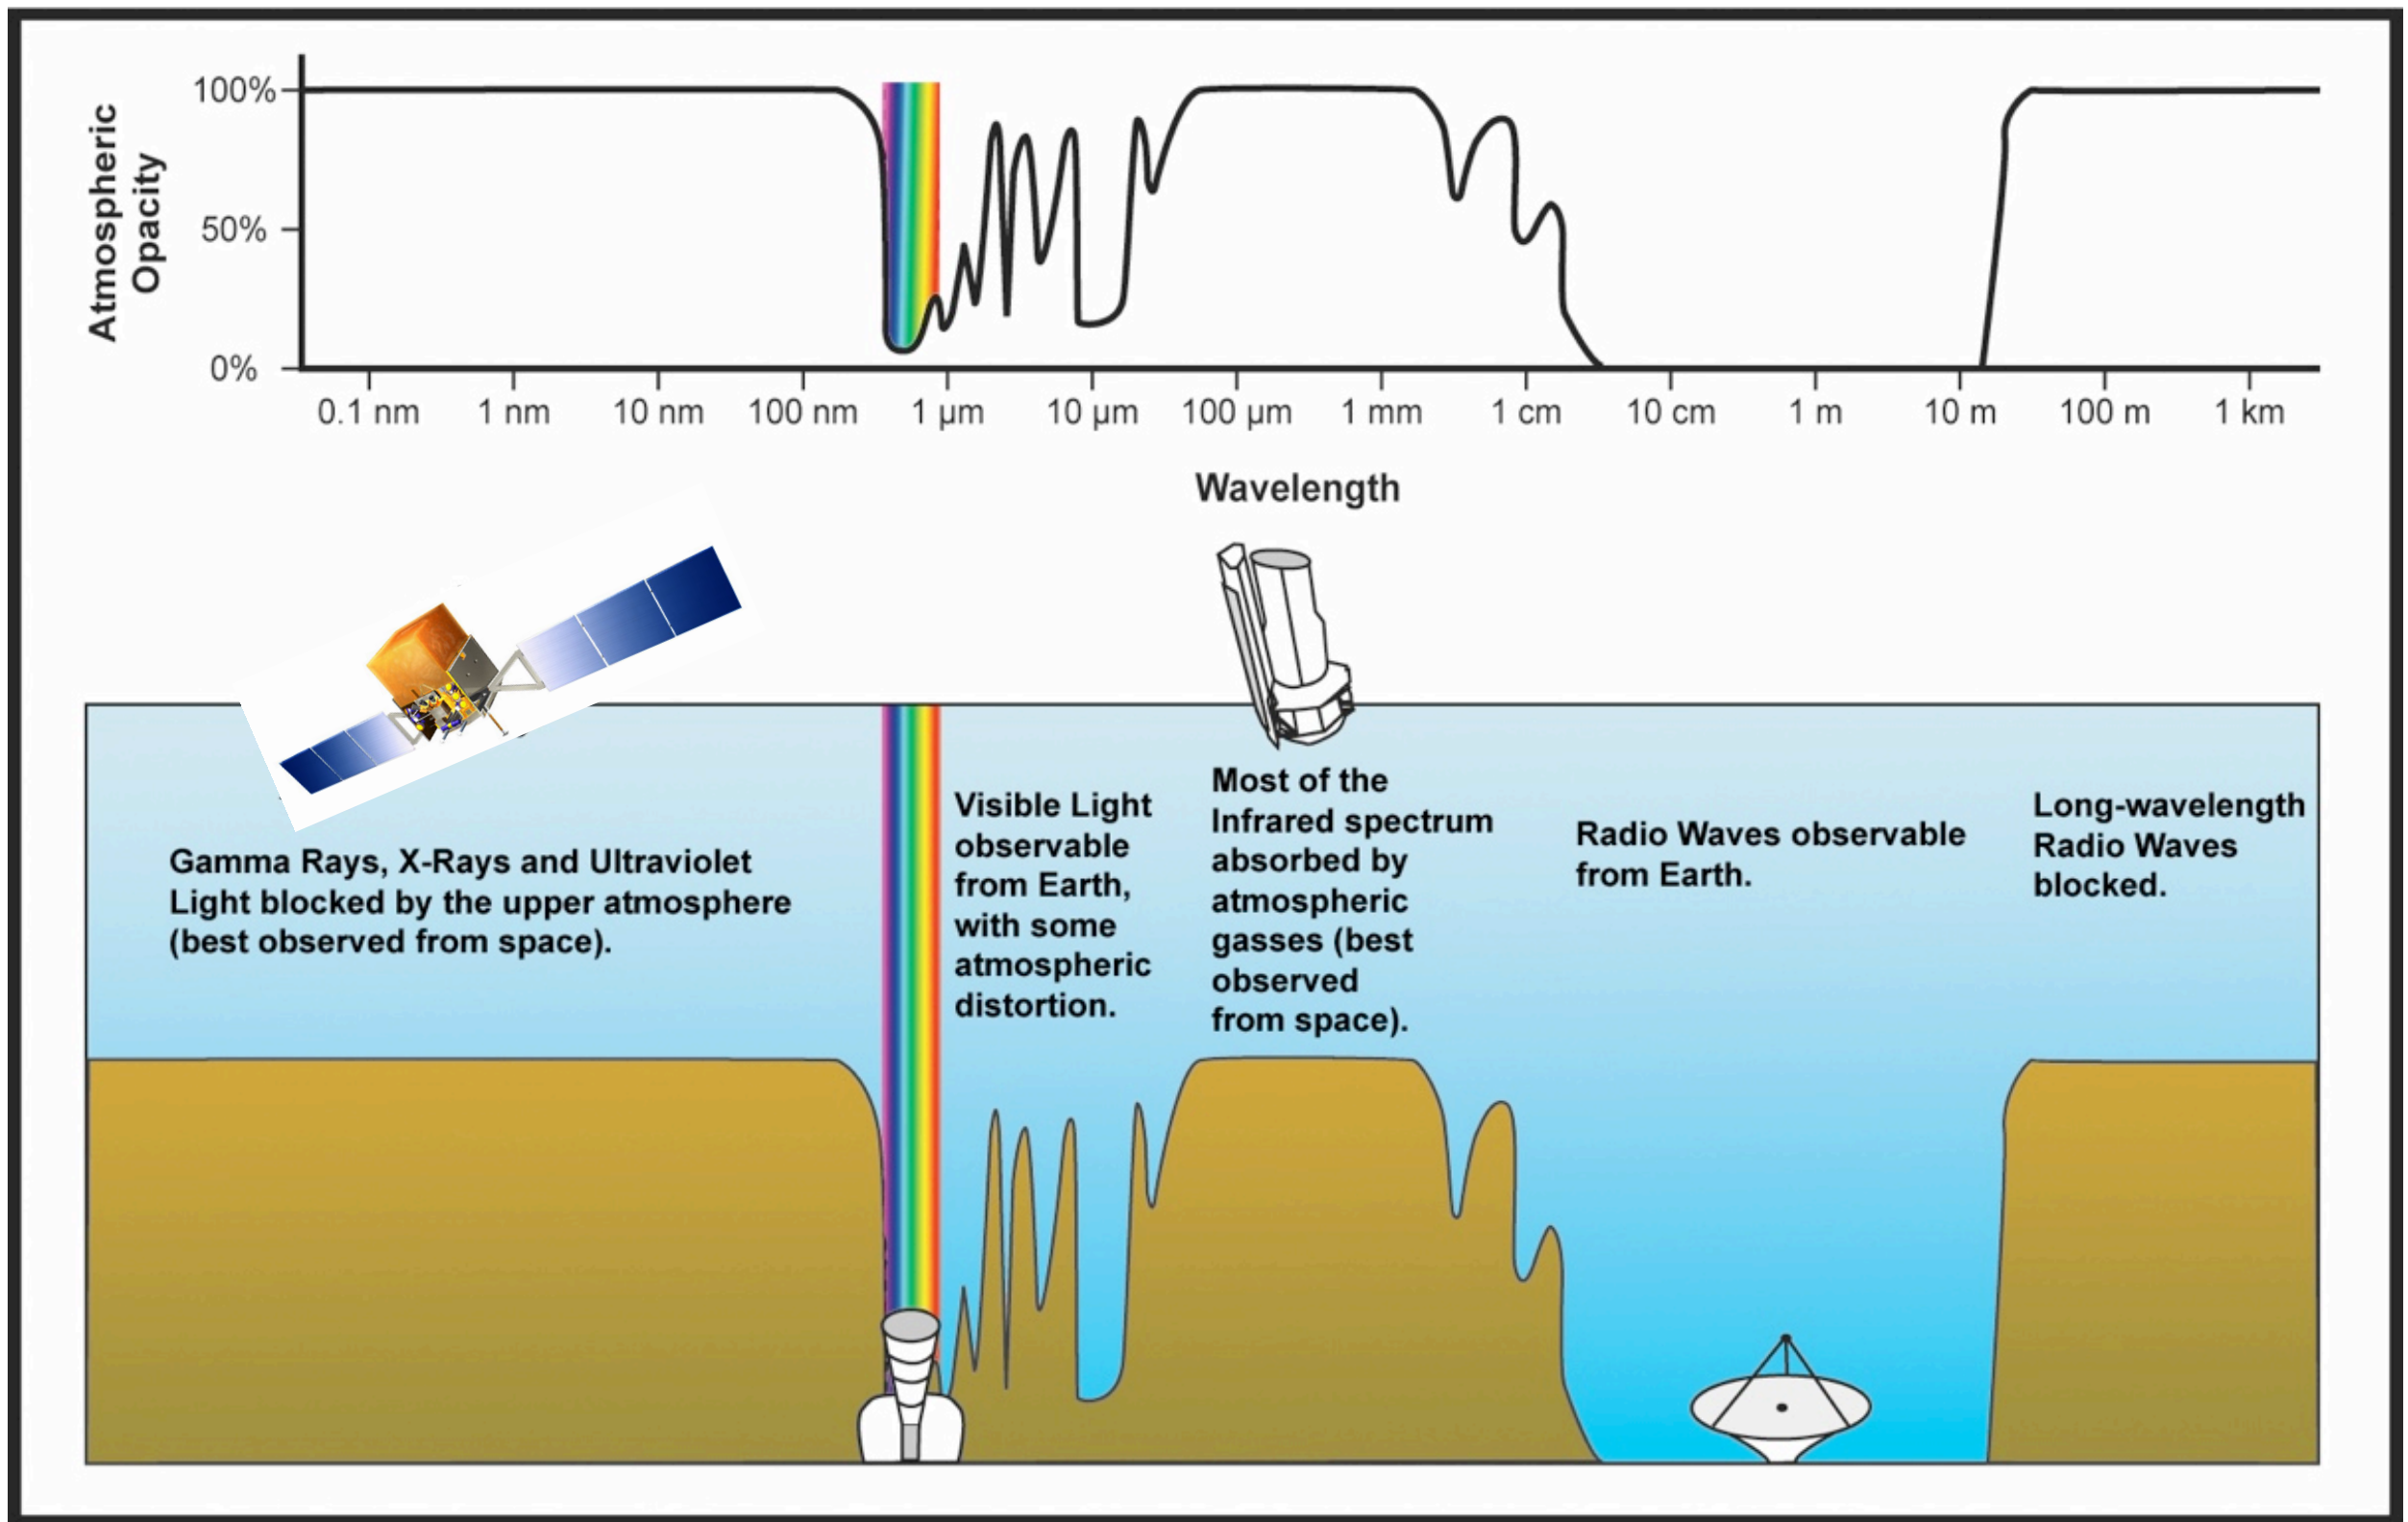 Atmospheric
Opacity
100%
50%
0%
0.1 nm
1 nm
10 nm
100 nm
1 µm
10 µm
100 µm
1 mm
1 cm
10 cm
1 m
10 m
100 m
1 km
Wavelength
Gamma Rays, X-Rays and Ultraviolet
Light blocked by the upper atmosphere
(best observed from space).
Visible Light
observable
from Earth,
with some
atmospheric
distortion.
Most of the
Infrared spectrum
absorbed by
atmospheric
gasses (best
observed
from space).
Radio Waves observable
from Earth.
Long-wavelength
Radio Waves
blocked.